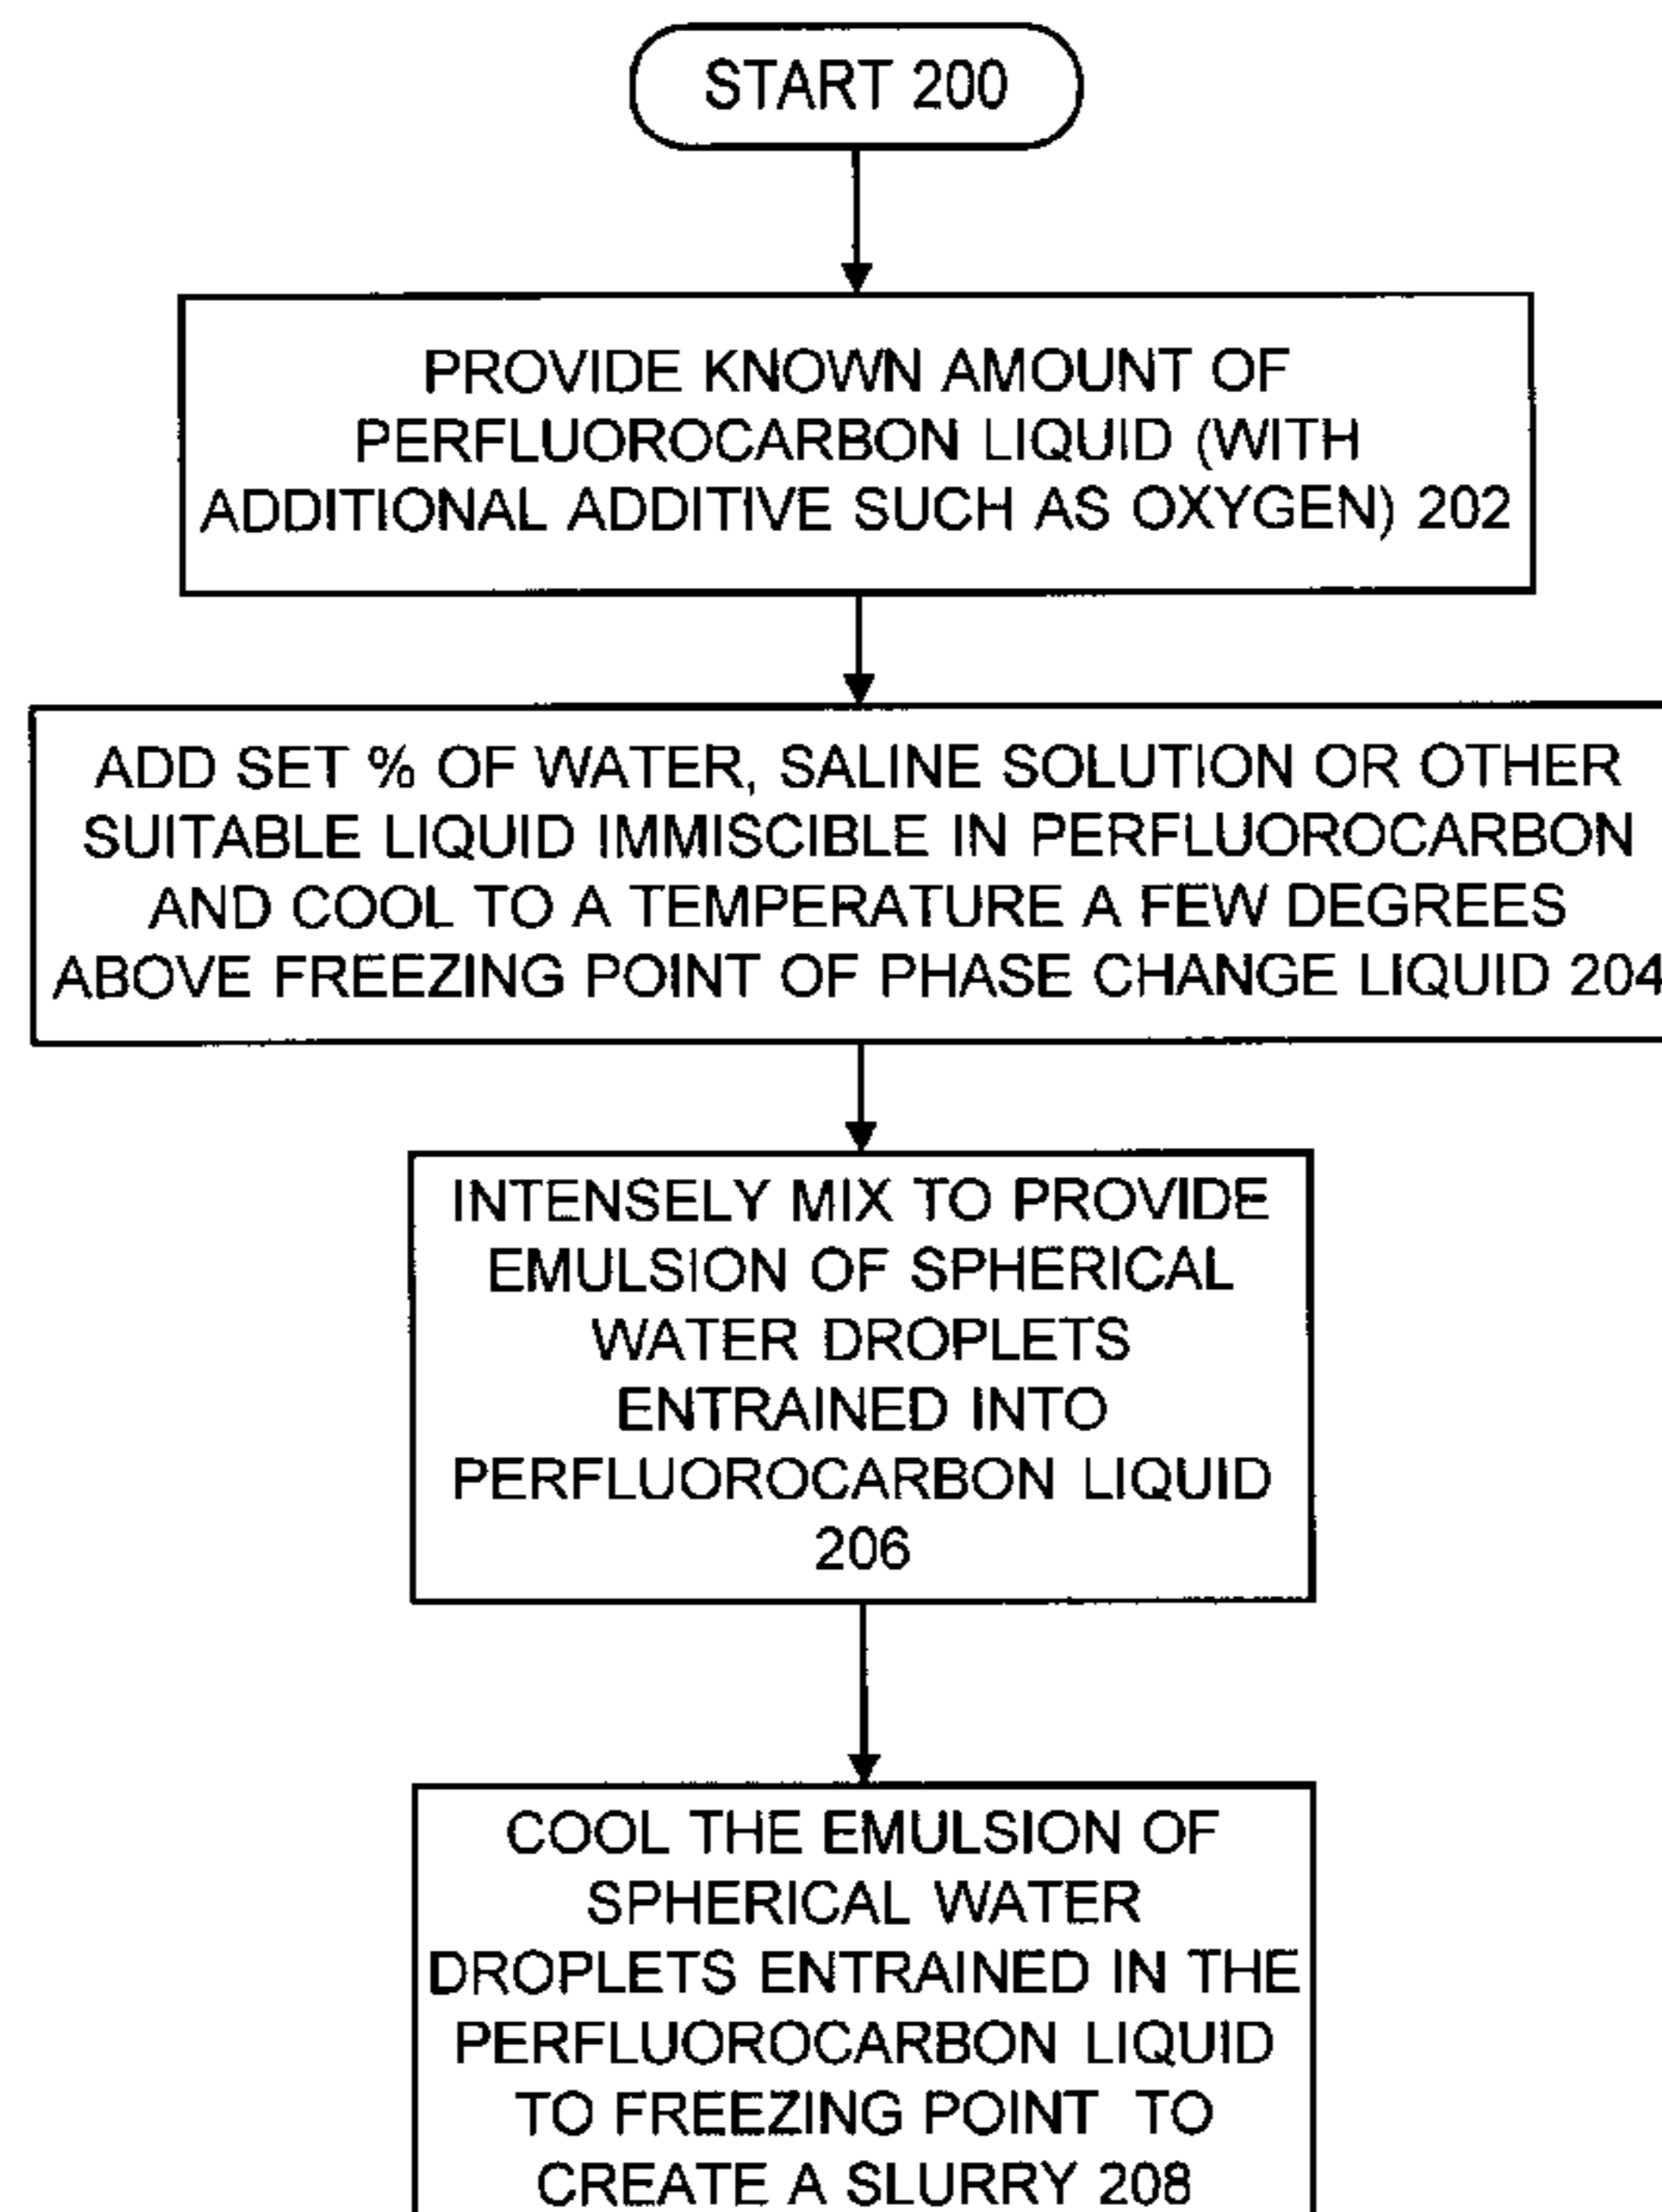 START 200
PROVIDE KNOWN AMOUNT OF
PERFLUOROCARBON LIQUID (WITH
ADDITIONAL ADDITIVE SUCH AS OXYGEN) 202
ADD SET % OF WATER, SALINE SOLUTION OR OTHER
SUITABLE LIQUID IMMISCIBLE IN PERFLUOROCARBON
AND COOL TO A TEMPERATURE A FEW DEGREES
ABOVE FREEZING POINT OF PHASE CHANGE LIQUID 204
INTENSELY MIX TO PROVIDE
EMULSION OF SPHERICAL
WATER DROPLETS
ENTRAINED INTO
PERFLUOROCARBON LIQUID
206
COOL THE EMULSION OF
SPHERICAL WATER
DROPLETS ENTRAINED IN THE
PERFLUOROCARBON LIQUID
TO FREEZING POINT TO
CREATE A SLURRY 208